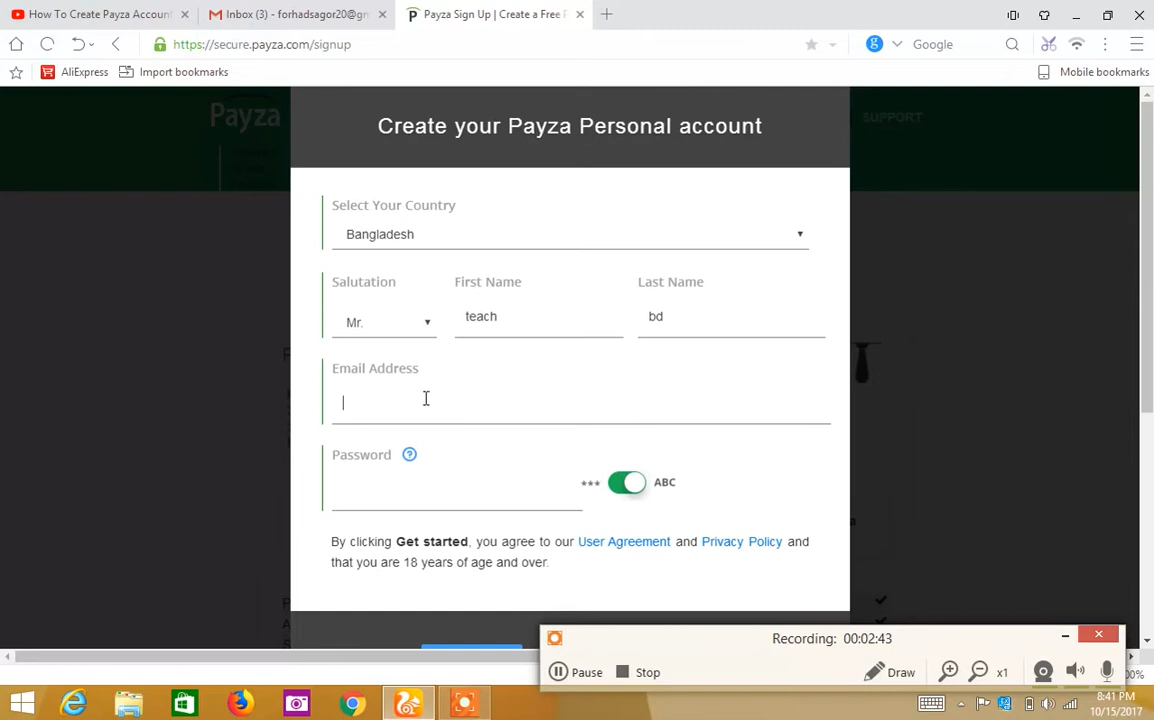 How To Create Payza Account
Inbox (3) - forhadsagor20@gm
Payza Sign Up | Create a Free P
https://secure.payza.com/signup
Google
AliExpress
Import bookmarks
Mobile bookmarks
Payza
SUPPORT
Create your Payza Personal account
Select Your Country
Bangladesh
Salutation
First Name
Last Name
Mr.
teach
bd
Email Address
Password
***
ABC
By clicking Get started, you agree to our User Agreement and Privacy Policy and
that you are 18 years of age and over.
Recording: 00:02:43
Pause
Stop
Draw
x1
00%
8:41 PM
10/15/2017